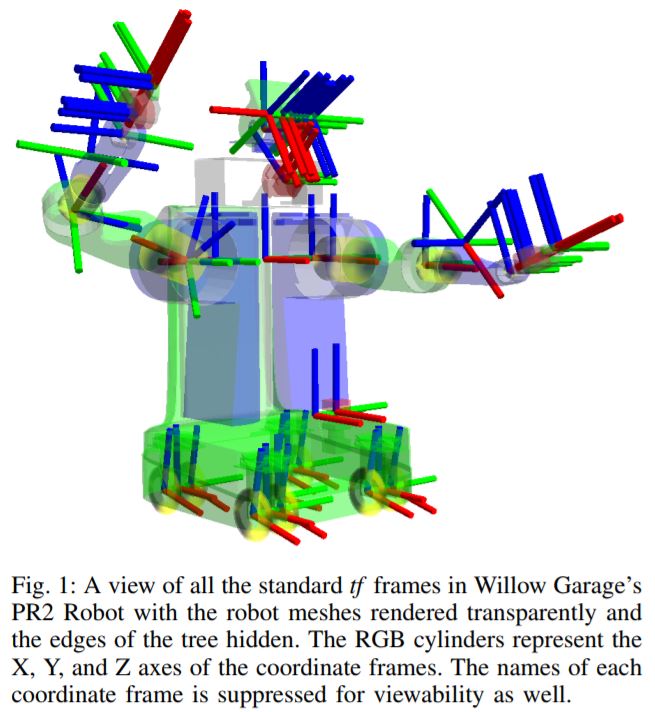 Fig. 1: A view of all the standard tf frames in Willow Garage's
PR2 Robot with the robot meshes rendered transparently and
the edges of the tree hidden. The RGB cylinders represent the
X, Y, and Z axes of the coordinate frames. The names of each
coordinate frame is suppressed for viewability as well.